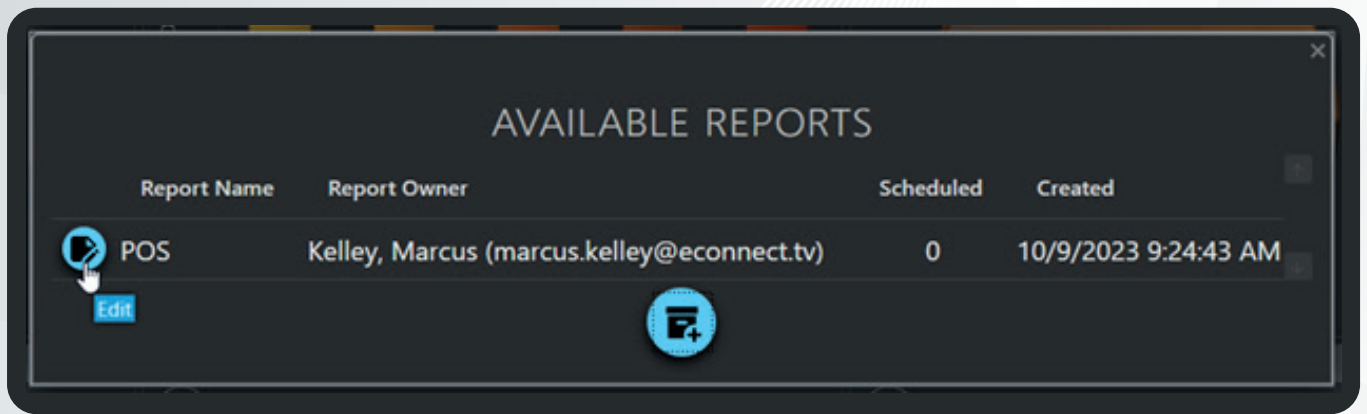 AVAILABLE REPORTS
Report Name Report Owner Scheduled Created
POS Kelley, Marcus (marcus.kelley@econnect.tv) 0 10/9/2023 9:24:43 AM
Edit